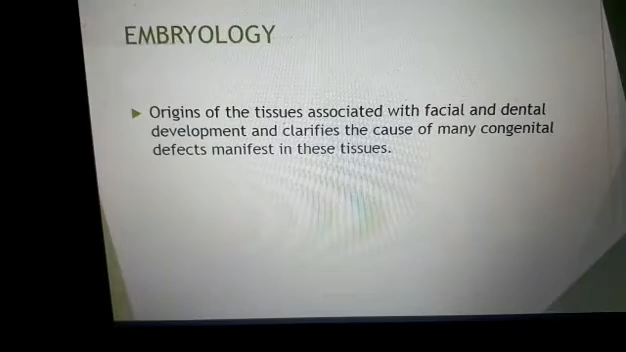 EMBRYOLOGY
Origins of the tissues associated with facial and dental
development and clarifies the cause of many congenital
defects manifest in these tissues.